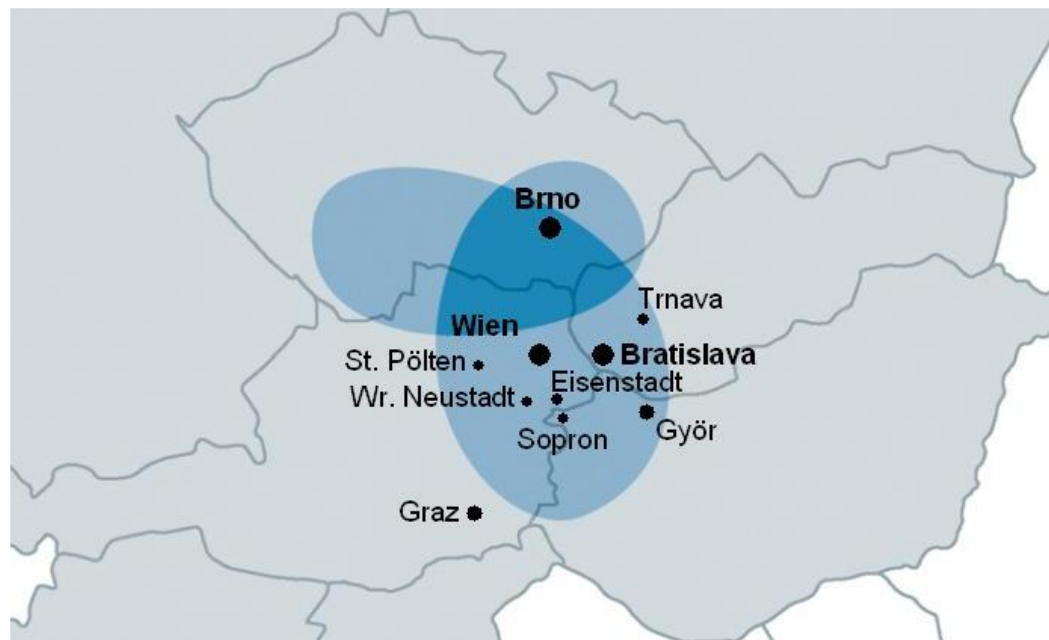 Brno
Trnava
Wien
Bratislava
St. Pölten
Eisenstadt
Wr. Neustadt
Györ
Sopron
Graz